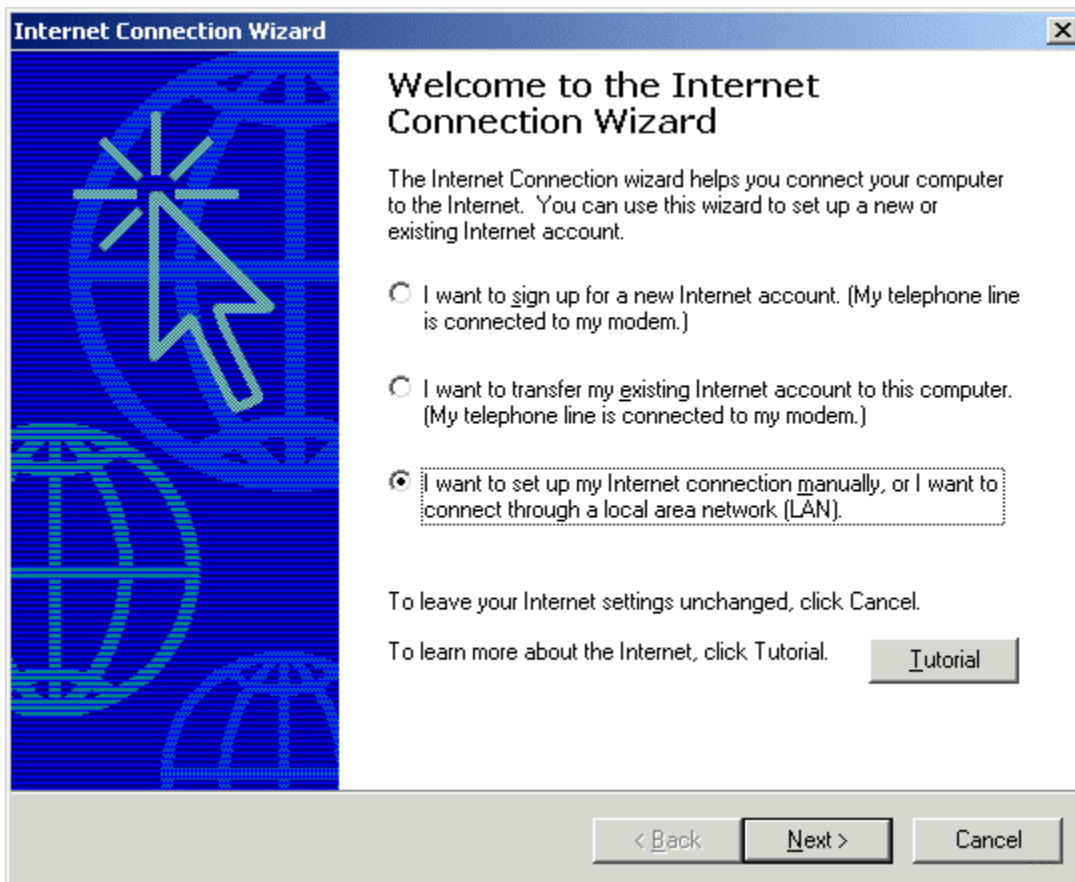 Internet Connection Wizard
Welcome to the Internet
Connection Wizard
The Internet Connection wizard helps you connect your computer
to the Internet.  You can use this wizard to set up a new or
existing Internet account.
I want to sign up for a new Internet account. (My telephone line
is connected to my modem.)
I want to transfer my existing Internet account to this computer.
(My telephone line is connected to my modem.)
I want to set up my Internet connection manually, or I want to
connect through a local area network (LAN).
To leave your Internet settings unchanged, click Cancel.
To learn more about the Internet, click Tutorial.
Tutorial
< Back
Next >
Cancel